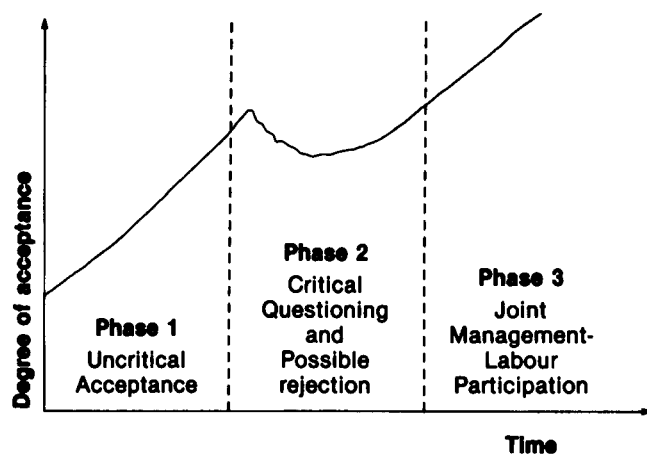 Degree of acceptance
Phase 1
Uncritical
Acceptance
Phase 2
Critical
Questioning
and
Possible
rejection
Phase 3
Joint
Management-
Labour
Participation
Time